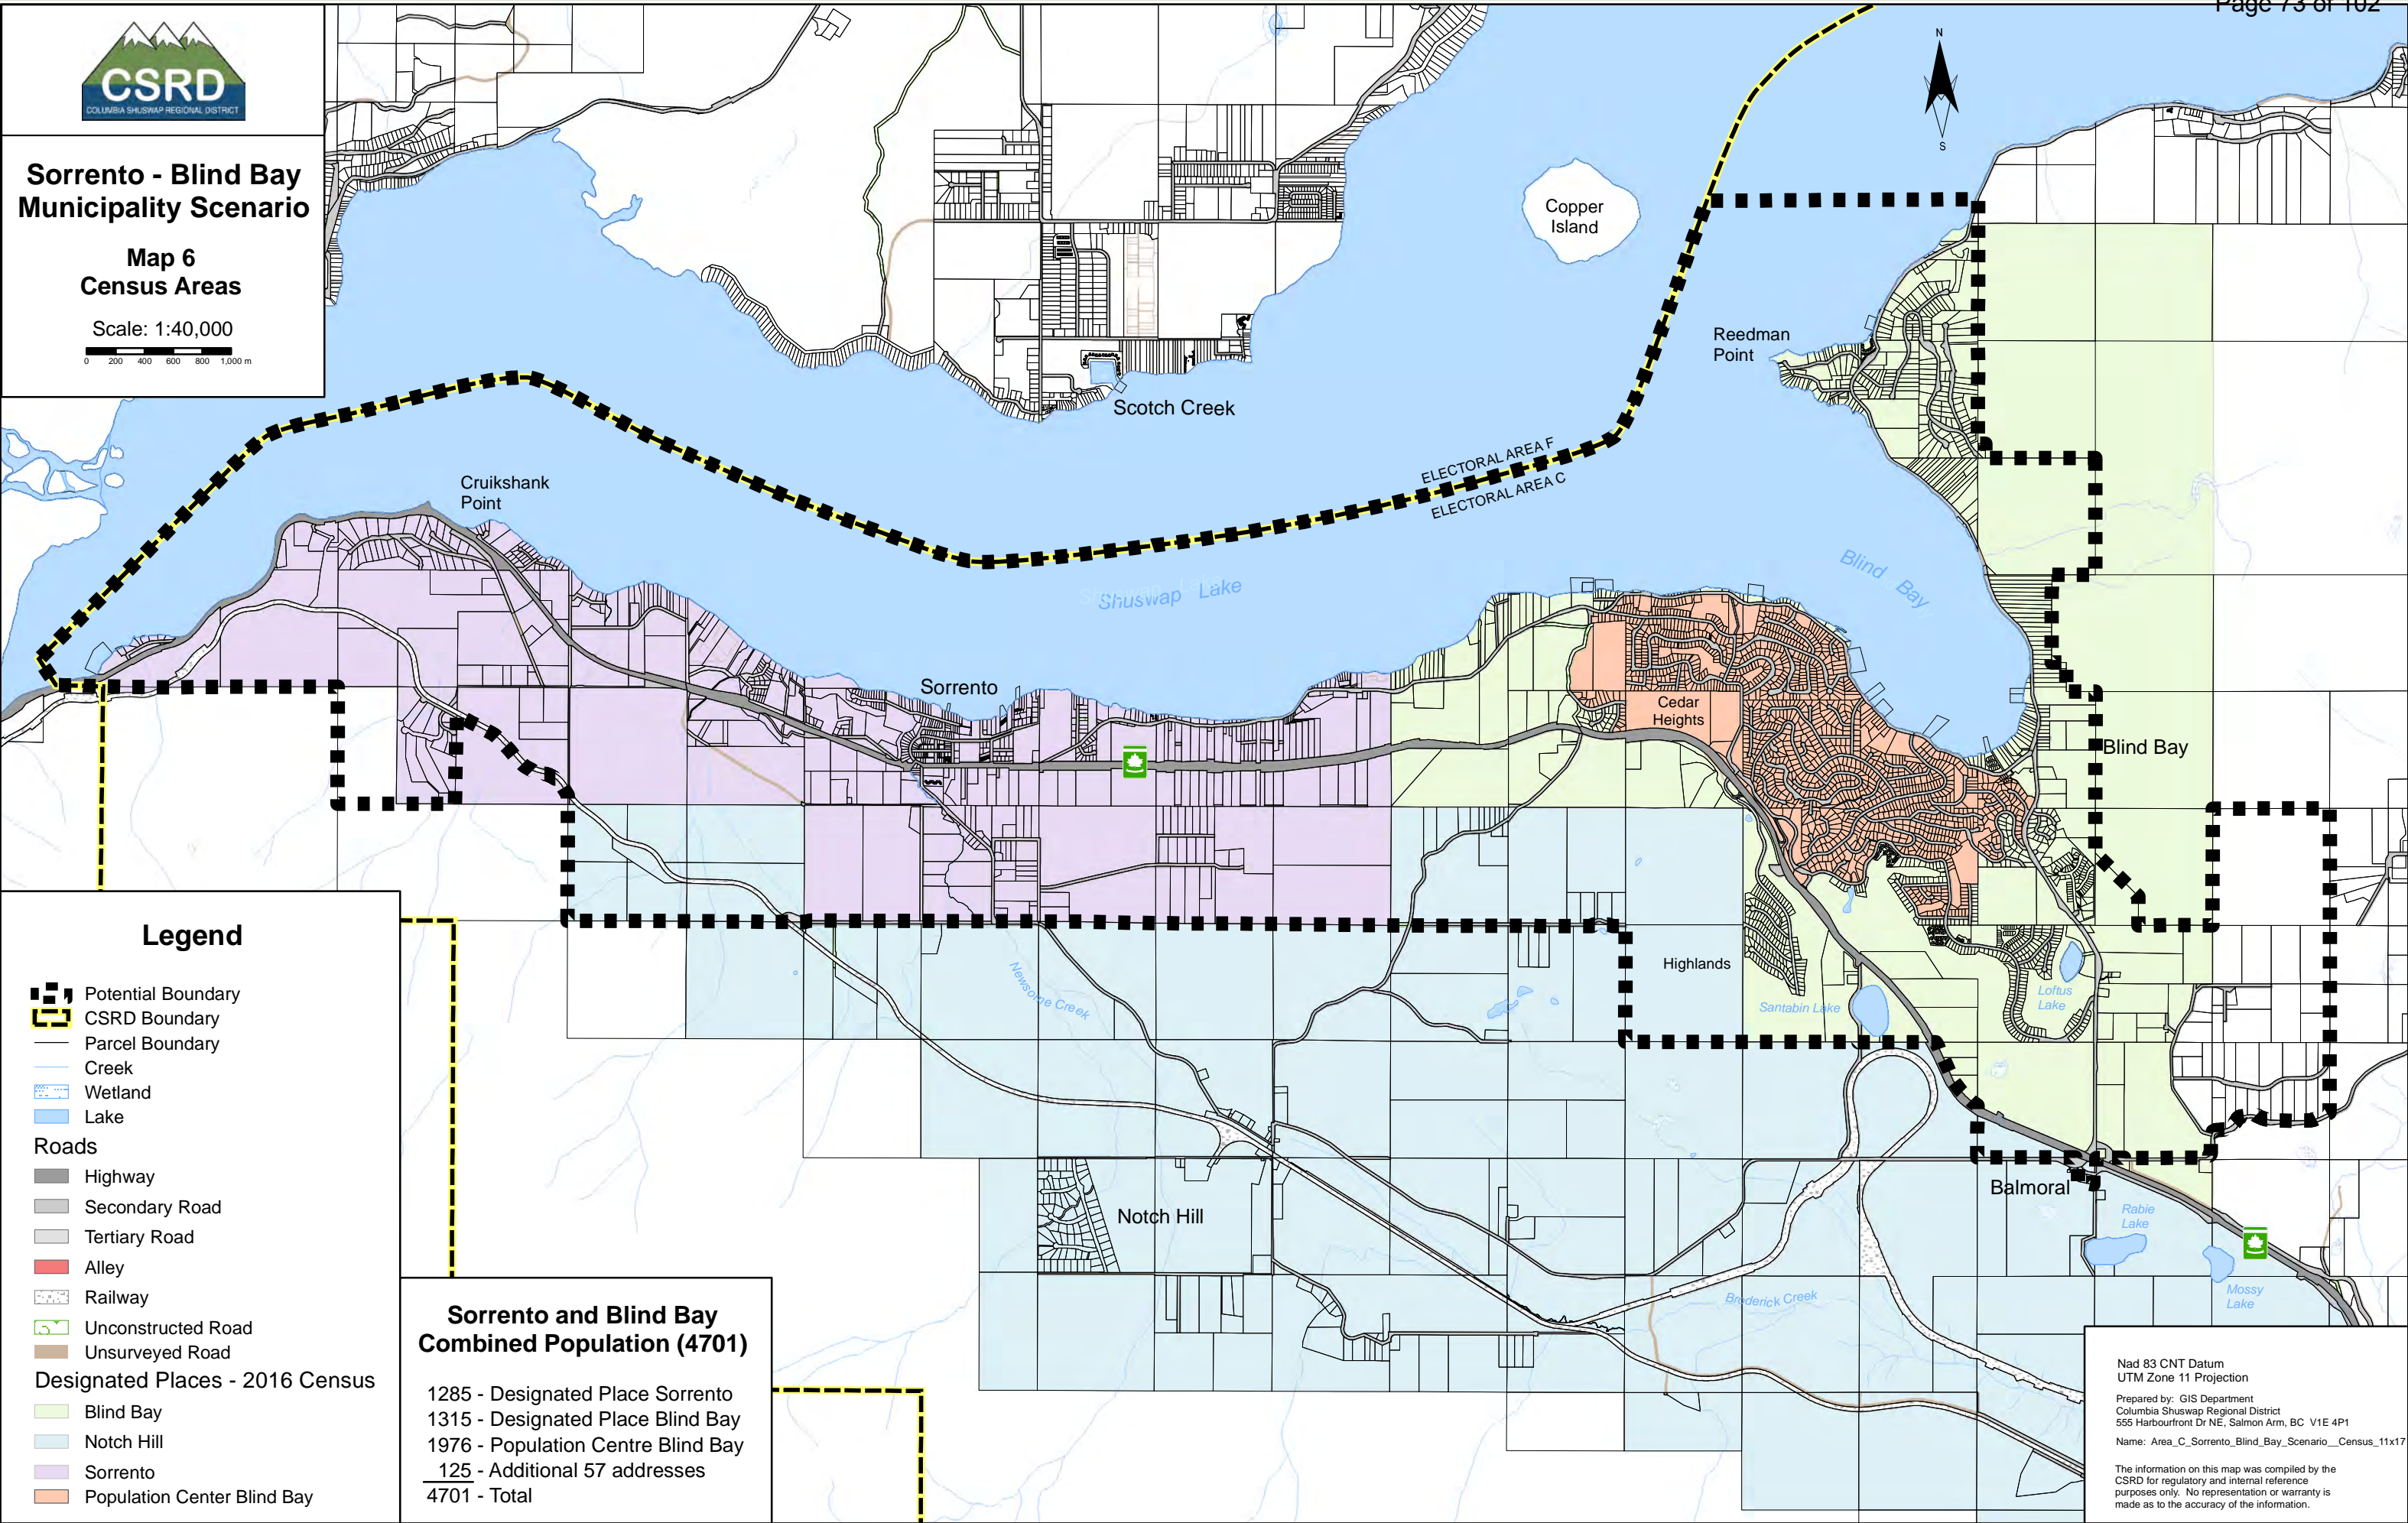 Page 73 of 102
CSRD
COLUMBIA SHUSWAP REGIONAL DISTRICT
Sorrento - Blind Bay
Municipality Scenario
Map 6
Census Areas
Scale: 1:40,000
0 200 400 600 800 1,000 m
N
S
Copper
Island
Reedman
Point
Scotch Creek
ELECTORAL AREA F
ELECTORAL AREA C
Cruikshank
Point
Shuswap Lake
Blind Bay
Sorrento
Cedar
Heights
Blind Bay
Highlands
Newsome Creek
Santabin Lake
Loftus
Lake
Notch Hill
Balmoral
Rabie
Lake
Mossy
Lake
Broderick Creek
Legend
Potential Boundary
CSRD Boundary
Parcel Boundary
Creek
Wetland
Lake
Roads
Highway
Secondary Road
Tertiary Road
Alley
Railway
Unconstructed Road
Unsurveyed Road
Designated Places - 2016 Census
Blind Bay
Notch Hill
Sorrento
Population Center Blind Bay
Sorrento and Blind Bay
Combined Population (4701)
1285 - Designated Place Sorrento
1315 - Designated Place Blind Bay
1976 - Population Centre Blind Bay
125 - Additional 57 addresses
4701 - Total
Nad 83 CNT Datum
UTM Zone 11 Projection
Prepared by: GIS Department
Columbia Shuswap Regional District
555 Harbourfront Dr NE, Salmon Arm, BC V1E 4P1
Name: Area_C_Sorrento_Blind_Bay_Scenario__Census_11x17
The information on this map was compiled by the
CSRD for regulatory and internal reference
purposes only. No representation or warranty is
made as to the accuracy of the information.